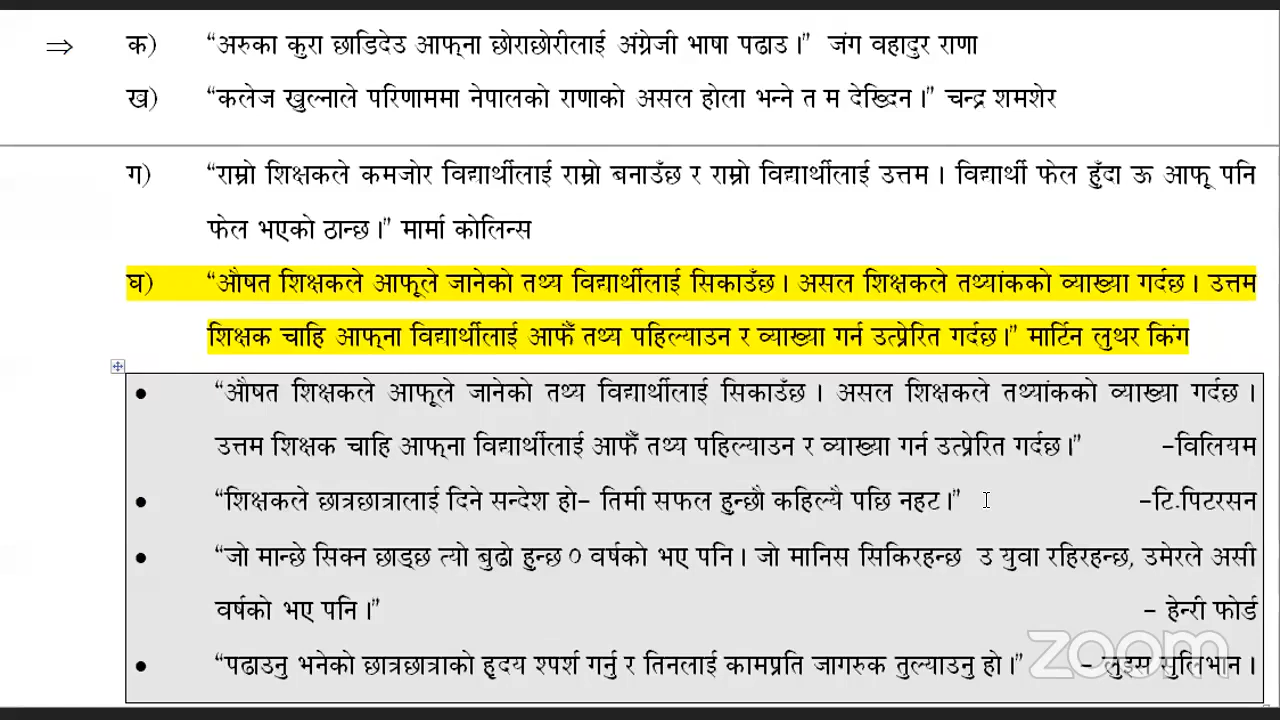 ⇒ क) “अरुका कुरा छाडिदेउ आफ्ना छोराछोरीलाई अंग्रेजी भाषा पढाउ।” जंग वहादुर राणा
ख) “कलेज खुल्नाले परिणाममा नेपालको राणाको असल होला भन्ने त म देख्दिन।” चन्द्र शमशेर
ग) “राम्रो शिक्षकले कमजोर विद्यार्थीलाई राम्रो बनाउँछ र राम्रो विद्यार्थीलाई उत्तम। विद्यार्थी फेल हुँदा ऊ आफू पनि
फेल भएको ठान्छ।” मार्मा कोलिन्स
घ) “औषत शिक्षकले आफूले जानेको तथ्य विद्यार्थीलाई सिकाउँछ। असल शिक्षकले तथ्यांकको व्याख्या गर्दछ। उत्तम
शिक्षक चाहि आफ्ना विद्यार्थीलाई आफैँ तथ्य पहिल्याउन र व्याख्या गर्न उत्प्रेरित गर्दछ।” मार्टिन लुथर किंग
• “औषत शिक्षकले आफूले जानेको तथ्य विद्यार्थीलाई सिकाउँछ। असल शिक्षकले तथ्यांकको व्याख्या गर्दछ।
उत्तम शिक्षक चाहि आफ्ना विद्यार्थीलाई आफैँ तथ्य पहिल्याउन र व्याख्या गर्न उत्प्रेरित गर्दछ।” –विलियम
• “शिक्षकले छात्रछात्रालाई दिने सन्देश हो– तिमी सफल हुन्छौ कहिल्यै पछि नहट।” –टि.पिटरसन
• “जो मान्छे सिक्न छाड्छ त्यो बुढो हुन्छ ० वर्षको भए पनि। जो मानिस सिकिरहन्छ उ युवा रहिरहन्छ, उमेरले असी
वर्षको भए पनि।” – हेन्री फोर्ड
• “पढाउनु भनेको छात्रछात्राको हृदय श्पर्श गर्नु र तिनलाई कामप्रति जागरुक तुल्याउनु हो।” – लुइस सुलिभान।
zoom